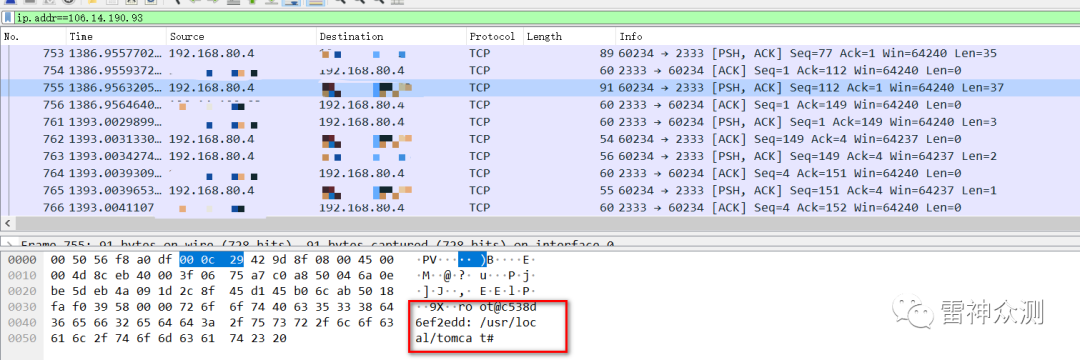 ip.addr==106.14.190.93
No. Time Source Destination Protocol Length Info
753 1386.9557702… 192.168.80.4 TCP 89 60234 → 2333 [PSH, ACK] Seq=77 Ack=1 Win=64240 Len=35
754 1386.9559372… 192.168.80.4 TCP 60 2333 → 60234 [ACK] Seq=1 Ack=112 Win=64240 Len=0
755 1386.9563205… 192.168.80.4 TCP 91 60234 → 2333 [PSH, ACK] Seq=112 Ack=1 Win=64240 Len=37
756 1386.9564640… 192.168.80.4 TCP 60 2333 → 60234 [ACK] Seq=1 Ack=149 Win=64240 Len=0
761 1393.0029899… 192.168.80.4 TCP 60 2333 → 60234 [PSH, ACK] Seq=1 Ack=149 Win=64240 Len=3
762 1393.0031330… 192.168.80.4 TCP 54 60234 → 2333 [ACK] Seq=149 Ack=4 Win=64237 Len=0
763 1393.0034274… 192.168.80.4 TCP 56 60234 → 2333 [PSH, ACK] Seq=149 Ack=4 Win=64237 Len=2
764 1393.0039309… 192.168.80.4 TCP 60 2333 → 60234 [ACK] Seq=4 Ack=151 Win=64240 Len=0
765 1393.0039653… 192.168.80.4 TCP 55 60234 → 2333 [PSH, ACK] Seq=151 Ack=4 Win=64237 Len=1
766 1393.0041107 192.168.80.4 TCP 60 2333 → 60234 [ACK] Seq=4 Ack=152 Win=64240 Len=0
Frame 755: 91 bytes on wire (728 bits), 91 bytes captured (728 bits) on interface 0
0000 00 50 56 f8 a0 df 00 0c 29 42 9d 8f 08 00 45 00 ·PV·····)B····E·
0010 00 4d 8c eb 40 00 3f 06 75 a7 c0 a8 50 04 6a 0e ·M··@·?·u···P·j·
0020 be 5d eb 4a 09 1d 2c 8f 45 d1 45 b0 6c ab 50 18 ·]·J··,·E·E·l·P·
0030 fa f0 39 58 00 00 72 6f 6f 74 40 63 35 33 38 64 ··9X··root@c538d
0040 36 65 66 32 65 64 64 3a 2f 75 73 72 2f 6c 6f 63 6ef2edd: /usr/loc
0050 61 6c 2f 74 6f 6d 63 61 74 23 20 al/tomcat#
雷神众测